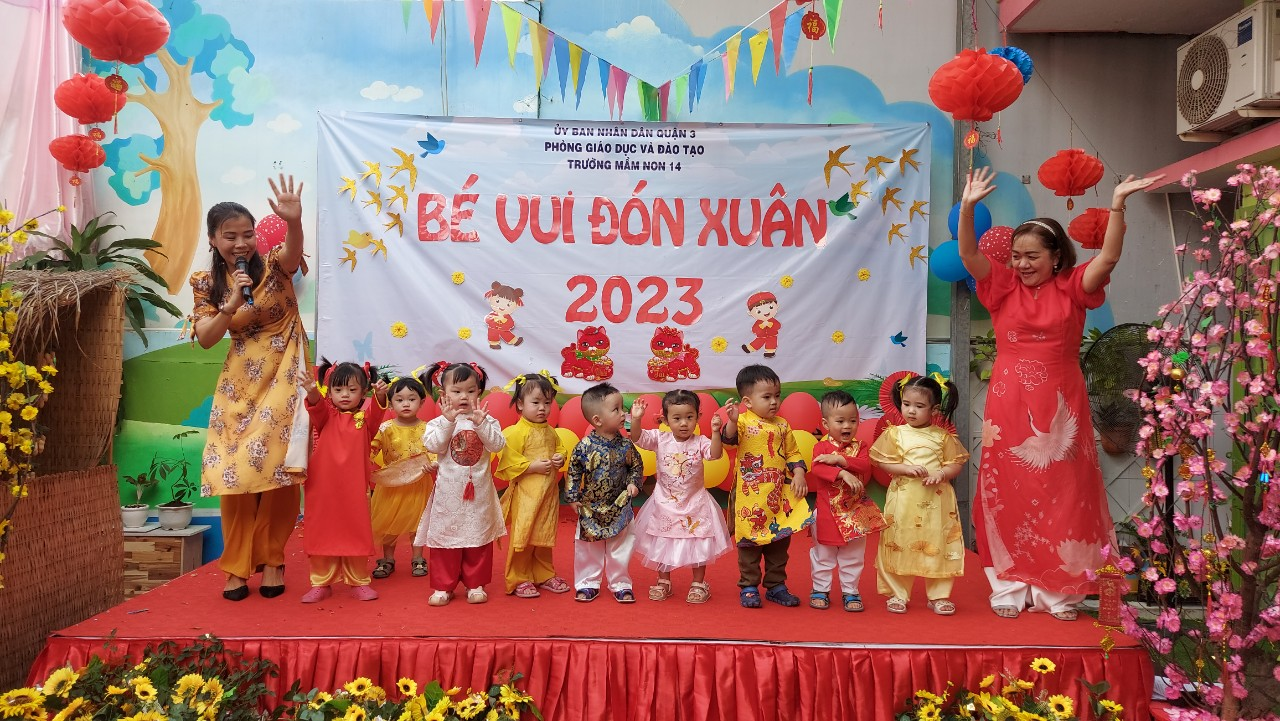 ỦY BAN NHÂN DÂN QUẬN 3
PHÒNG GIÁO DỤC VÀ ĐÀO TẠO
TRƯỜNG MẦM NON 14
BÉ VUI ĐÓN XUÂN
2023
福